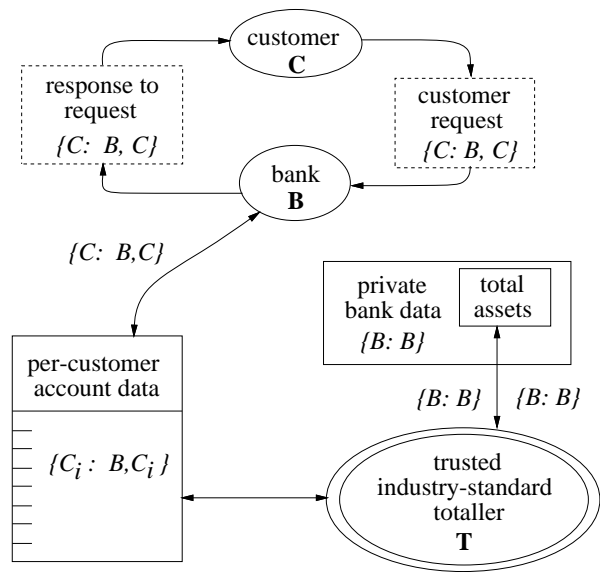 customer
C
response to
request
{C: B, C}
customer
request
{C: B, C}
bank
B
{C: B,C}
private
bank data
{B: B}
total
assets
per-customer
account data
{B: B} {B: B}
{Ci : B,Ci }
trusted
industry-standard
totaller
T